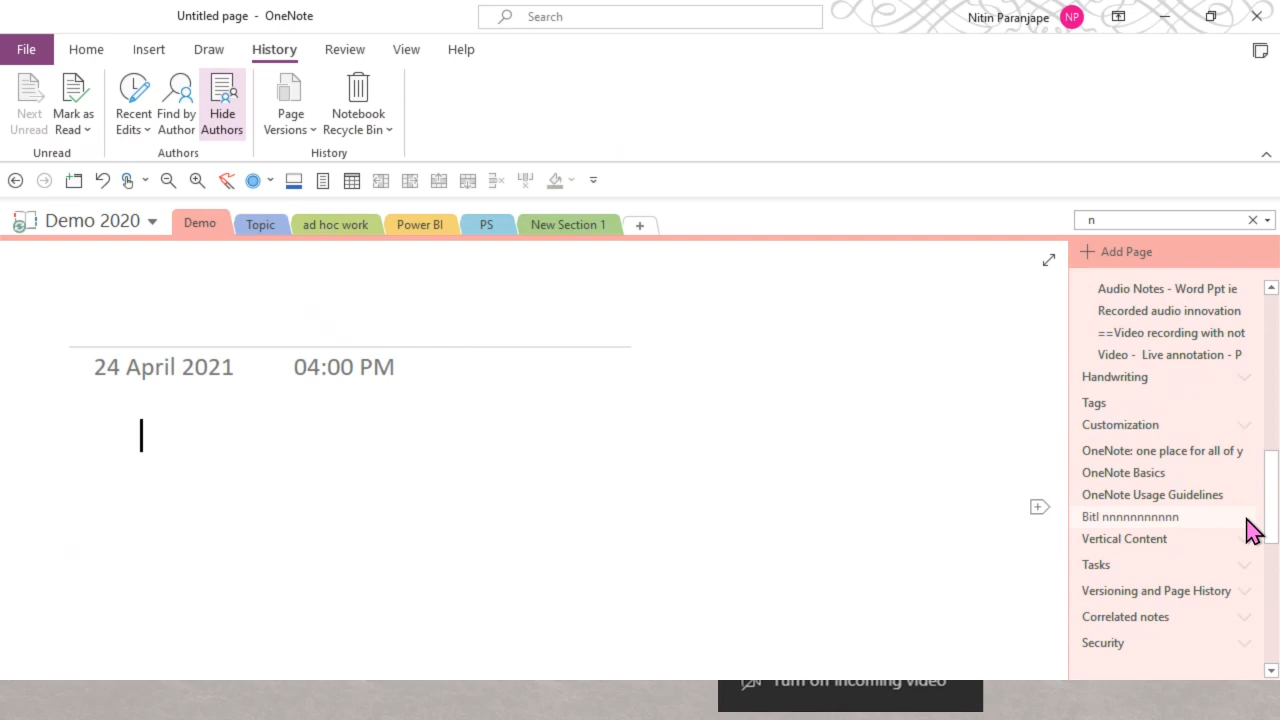 Untitled page - OneNote
Search
Nitin Paranjape
NP
File Home Insert Draw History Review View Help
Next Unread
Mark as Read
Recent Edits
Find by Author
Hide Authors
Page Versions
Notebook Recycle Bin
Unread
Authors
History
Demo 2020
Demo
Topic
ad hoc work
Power BI
PS
New Section 1
n
Add Page
24 April 2021 04:00 PM
Audio Notes - Word Ppt ie
Recorded audio innovation
==Video recording with not
Video - Live annotation - P
Handwriting
Tags
Customization
OneNote: one place for all of y
OneNote Basics
OneNote Usage Guidelines
Bitl nnnnnnnnnnn
Vertical Content
Tasks
Versioning and Page History
Correlated notes
Security
Turn off incoming video